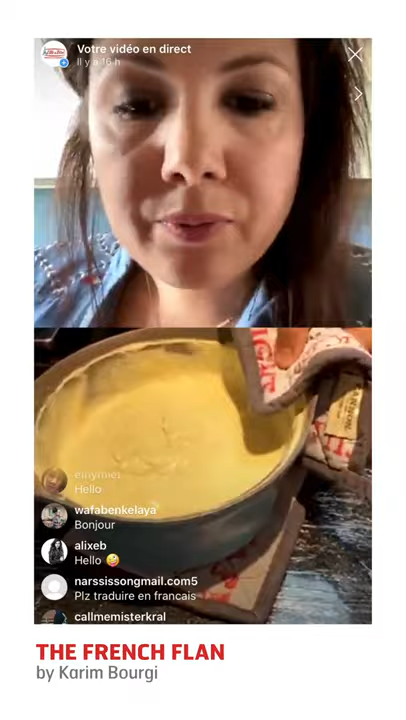 Votre vidéo en direct
Il y a 16 h
Hello
wafabenkelaya
Bonjour
alixeb
Hello 🤪
narssissongmail.com5
Plz traduire en francais
callmemisterkral
THE FRENCH FLAN
by Karim Bourgi